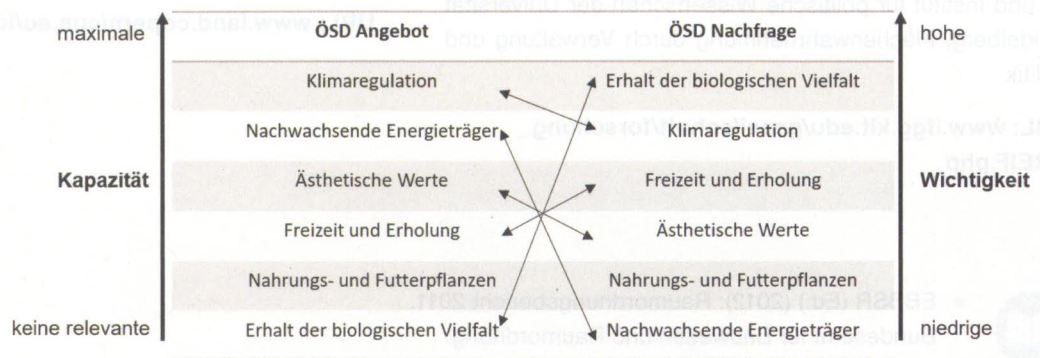 maximale ÖSD Angebot ÖSD Nachfrage hohe
Klimaregulation Erhalt der biologischen Vielfalt
Nachwachsende Energieträger Klimaregulation
Kapazität Ästhetische Werte Freizeit und Erholung Wichtigkeit
Freizeit und Erholung Ästhetische Werte
Nahrungs- und Futterpflanzen Nahrungs- und Futterpflanzen
keine relevante Erhalt der biologischen Vielfalt Nachwachsende Energieträger niedrige